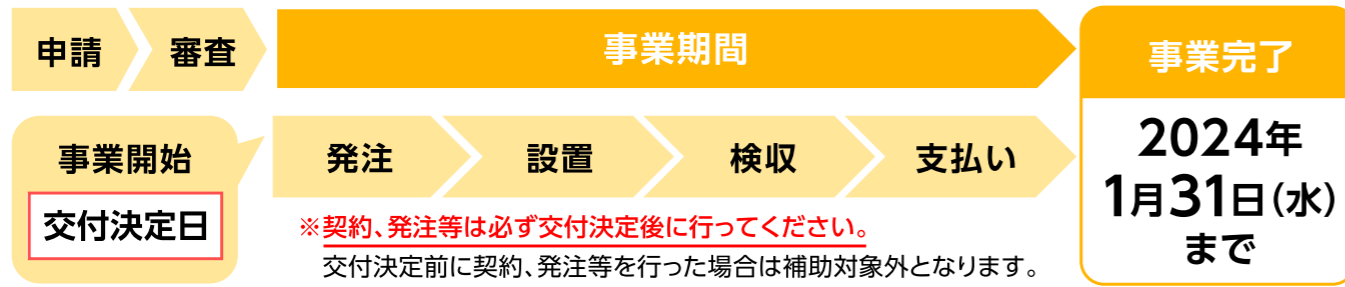 申請
審査
事業期間
事業完了
事業開始
交付決定日
発注
設置
検収
支払い
2024年
1月31日(水)
まで
※契約、発注等は必ず交付決定後に行ってください。
交付決定前に契約、発注等を行った場合は補助対象外となります。